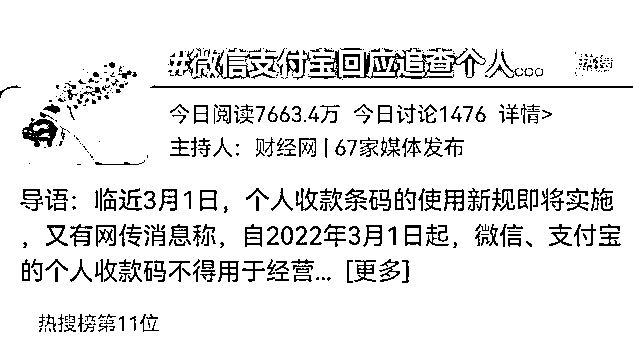 #微信支付宝回应追查个人... 热搜
今日阅读7663.4万 今日讨论1476 详情>
主持人：财经网 | 67家媒体发布
导语：临近3月1日，个人收款条码的使用新规即将实施
，又有网传消息称，自2022年3月1日起，微信、支付宝
的个人收款码不得用于经营... [更多]
热搜榜第11位